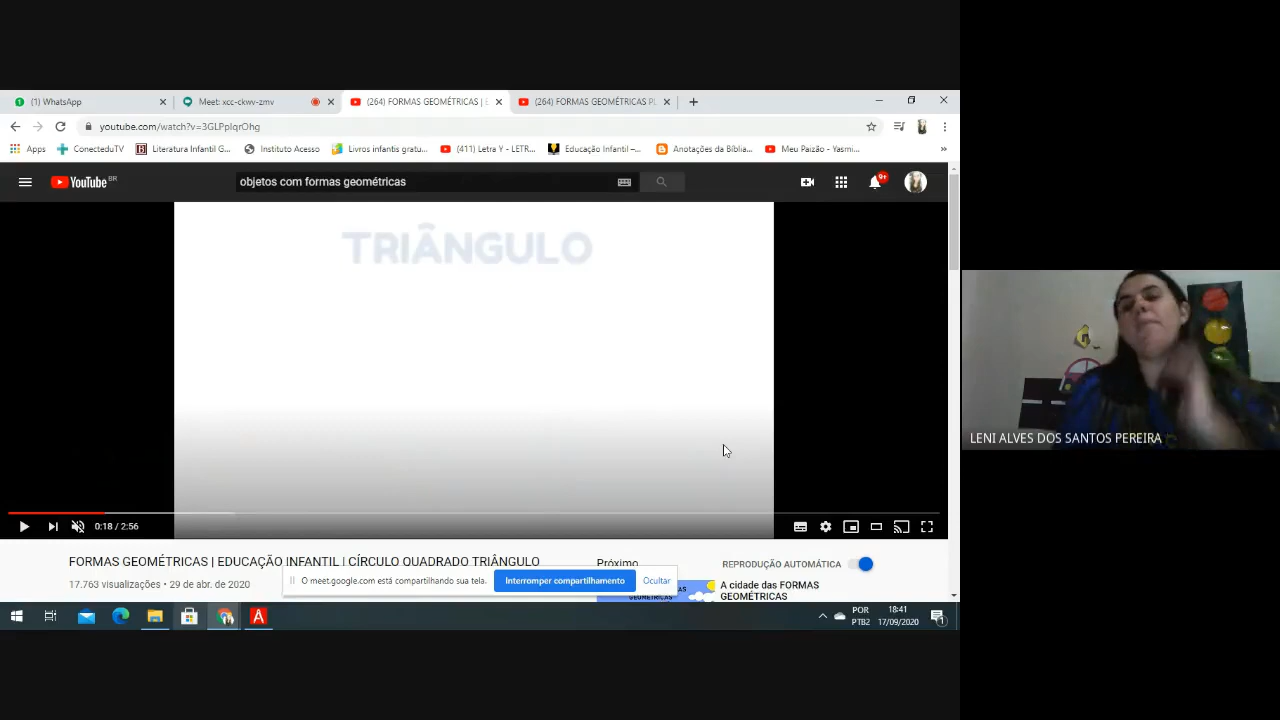 (1) WhatsApp
Meet: xcc-ckwv-zmv
(264) FORMAS GEOMÉTRICAS | E
(264) FORMAS GEOMÉTRICAS PL
youtube.com/watch?v=3GLPplqrOhg
Apps
ConecteduTV
Literatura Infantil G...
Instituto Acesso
Livros infantis gratu...
(411) Letra Y - LETR...
Educação Infantil –...
Anotações da Bíblia...
Meu Paizão - Yasmi...
YouTube BR
objetos com formas geométricas
9+
TRIÂNGULO
LENI ALVES DOS SANTOS PEREIRA
0:18 / 2:56
FORMAS GEOMÉTRICAS | EDUCAÇÃO INFANTIL | CÍRCULO QUADRADO TRIÂNGULO
17.763 visualizações • 29 de abr. de 2020
Próximo
REPRODUÇÃO AUTOMÁTICA
O meet.google.com está compartilhando sua tela.
Interromper compartilhamento
Ocultar
A cidade das FORMAS
GEOMÉTRICAS
POR
PTB2
18:41
17/09/2020
1